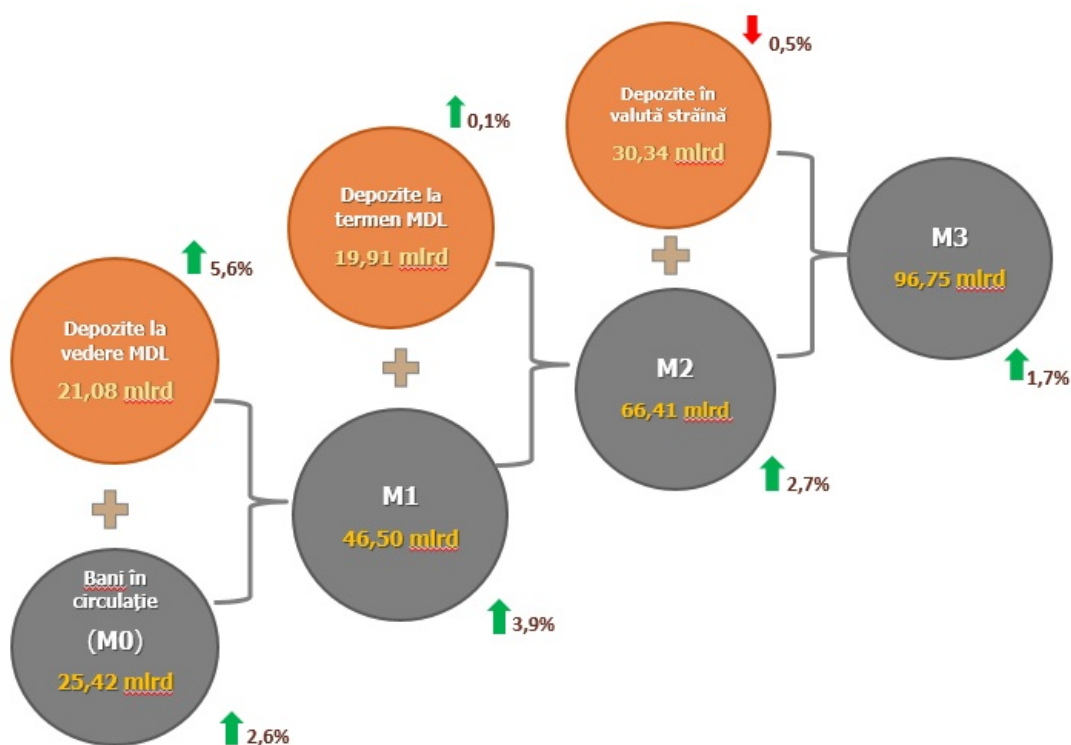 0,5%
Depozite în
valută străină
30,34 mlrd
0,1%
Depozite la
termen MDL
19,91 mlrd
M3
96,75 mlrd
1,7%
5,6%
Depozite la
vedere MDL
21,08 mlrd
M2
66,41 mlrd
2,7%
M1
46,50 mlrd
3,9%
Bani în
circulație
(M0)
25,42 mlrd
2,6%